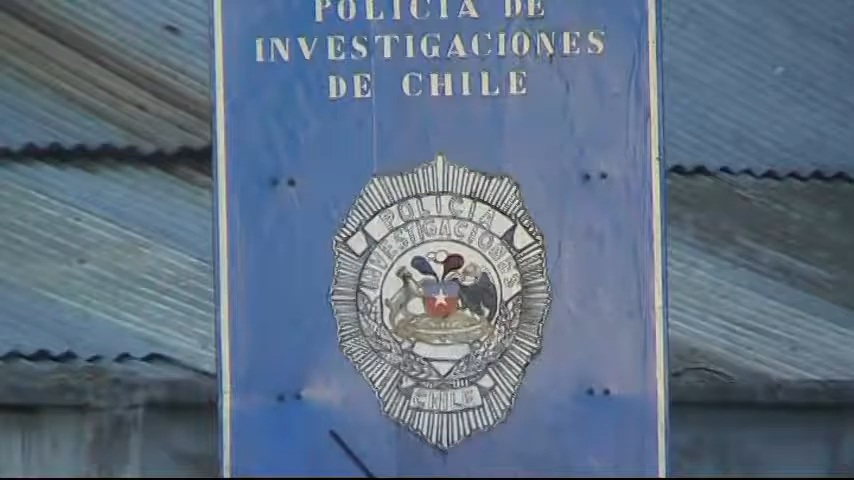 POLICIA DE
INVESTIGACIONES
DE CHILE
POLICIA
INVESTIGACIONES
CHILE